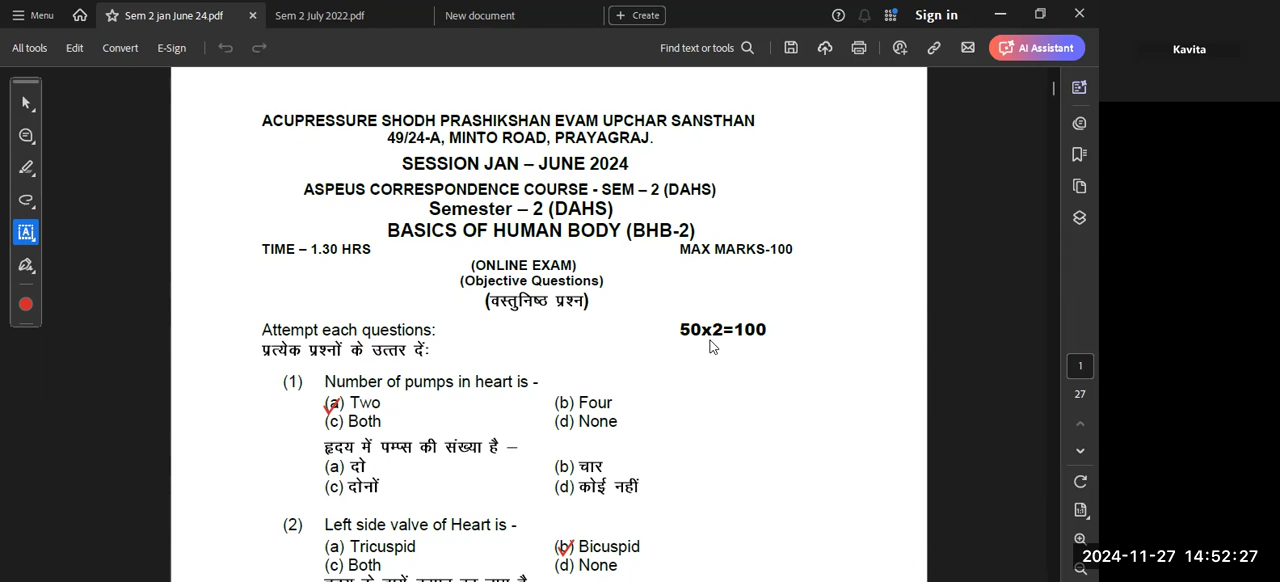 Menu Sem 2 jan June 24.pdf Sem 2 July 2022.pdf New document Create Sign in
All tools Edit Convert E-Sign Find text or tools AI Assistant
Kavita
ACUPRESSURE SHODH PRASHIKSHAN EVAM UPCHAR SANSTHAN
49/24-A, MINTO ROAD, PRAYAGRAJ.
SESSION JAN – JUNE 2024
ASPEUS CORRESPONDENCE COURSE - SEM – 2 (DAHS)
Semester – 2 (DAHS)
BASICS OF HUMAN BODY (BHB-2)
TIME – 1.30 HRS MAX MARKS-100
(ONLINE EXAM)
(Objective Questions)
(वस्तुनिष्ठ प्रश्न)
Attempt each questions: 50x2=100
प्रत्येक प्रश्नों के उत्तर दें:
(1) Number of pumps in heart is -
(a) Two (b) Four
(c) Both (d) None
हृदय में पम्प्स की संख्या है –
(a) दो (b) चार
(c) दोनों (d) कोई नहीं
(2) Left side valve of Heart is -
(a) Tricuspid (b) Bicuspid
(c) Both (d) None
1
27
2024-11-27 14:52:27